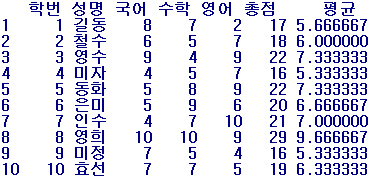 학번 성명 국어 수학 영어 총점 평균
1 1 길동 8 7 2 17 5.666667
2 2 철수 6 5 7 18 6.000000
3 3 영수 9 4 9 22 7.333333
4 4 미자 4 5 7 16 5.333333
5 5 동화 5 8 9 22 7.333333
6 6 은미 5 9 6 20 6.666667
7 7 인수 4 7 10 21 7.000000
8 8 영희 10 10 9 29 9.666667
9 9 미정 7 5 4 16 5.333333
10 10 효선 7 7 5 19 6.333333